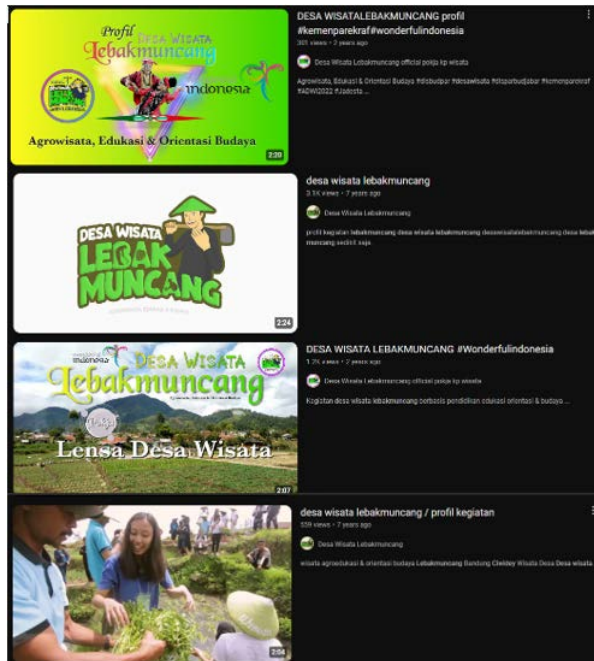 Profil DESA WISATA
Lebakmuncang
indonesia
Agrowisata, Edukasi & Orientasi Budaya
2:20
DESA WISATALEBAKMUNCANG profil
#kemenparekraf#wonderfulindonesia
301 views • 2 years ago
Desa Wisata Lebakmuncang official pokja kp wisata
Agrowisata, Edukasi & Orientasi Budaya #disbudpar #desawisata #disparbudjabar #kemenparekraf
#ADWI2022 #Jadesta ...
DESA WISATA
LEBAK
MUNCANG
2:24
desa wisata lebakmuncang
3.1K views • 7 years ago
Desa Wisata Lebakmuncang
profil kegiatan lebakmuncang desa wisata lebakmuncang desawisatalebakmuncang desa lebak
muncang sedikit saja
indonesia
DESA WISATA
Lebakmuncang
Lensa Desa Wisata
2:07
DESA WISATA LEBAKMUNCANG #Wonderfulindonesia
1.2K views • 2 years ago
Desa Wisata Lebakmuncang official pokja kp wisata
Kegiatan desa wisata lebakmuncang berbasis pendidikan edukasi orientasi & budaya ...
2:04
desa wisata lebakmuncang / profil kegiatan
559 views • 7 years ago
Desa Wisata Lebakmuncang
wisata agroedukasi & orientasi budaya Lebakmuncang Bandung Ciwidey Wisata Desa Desa wisata